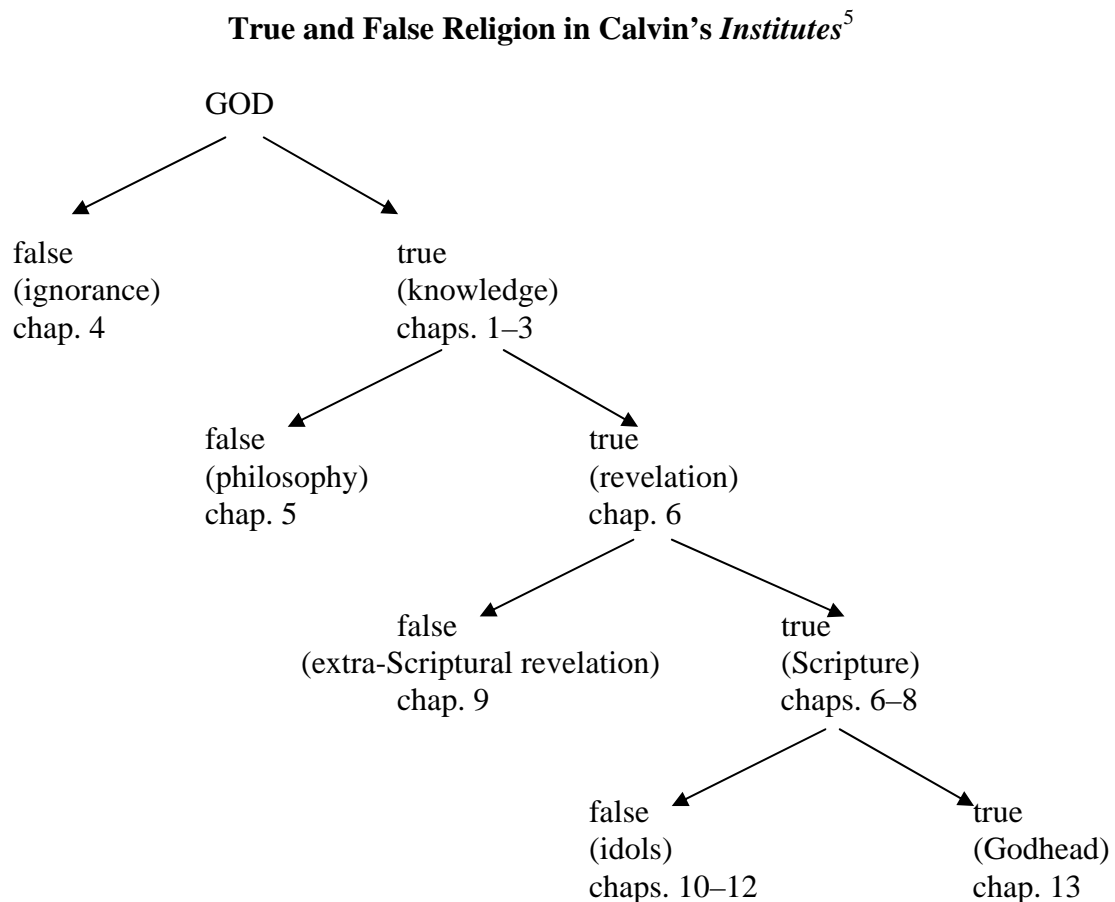 True and False Religion in Calvin’s Institutes5
GOD
false
(ignorance)
chap. 4
true
(knowledge)
chaps. 1–3
false
(philosophy)
chap. 5
true
(revelation)
chap. 6
false
(extra-Scriptural revelation)
chap. 9
true
(Scripture)
chaps. 6–8
false
(idols)
chaps. 10–12
true
(Godhead)
chap. 13